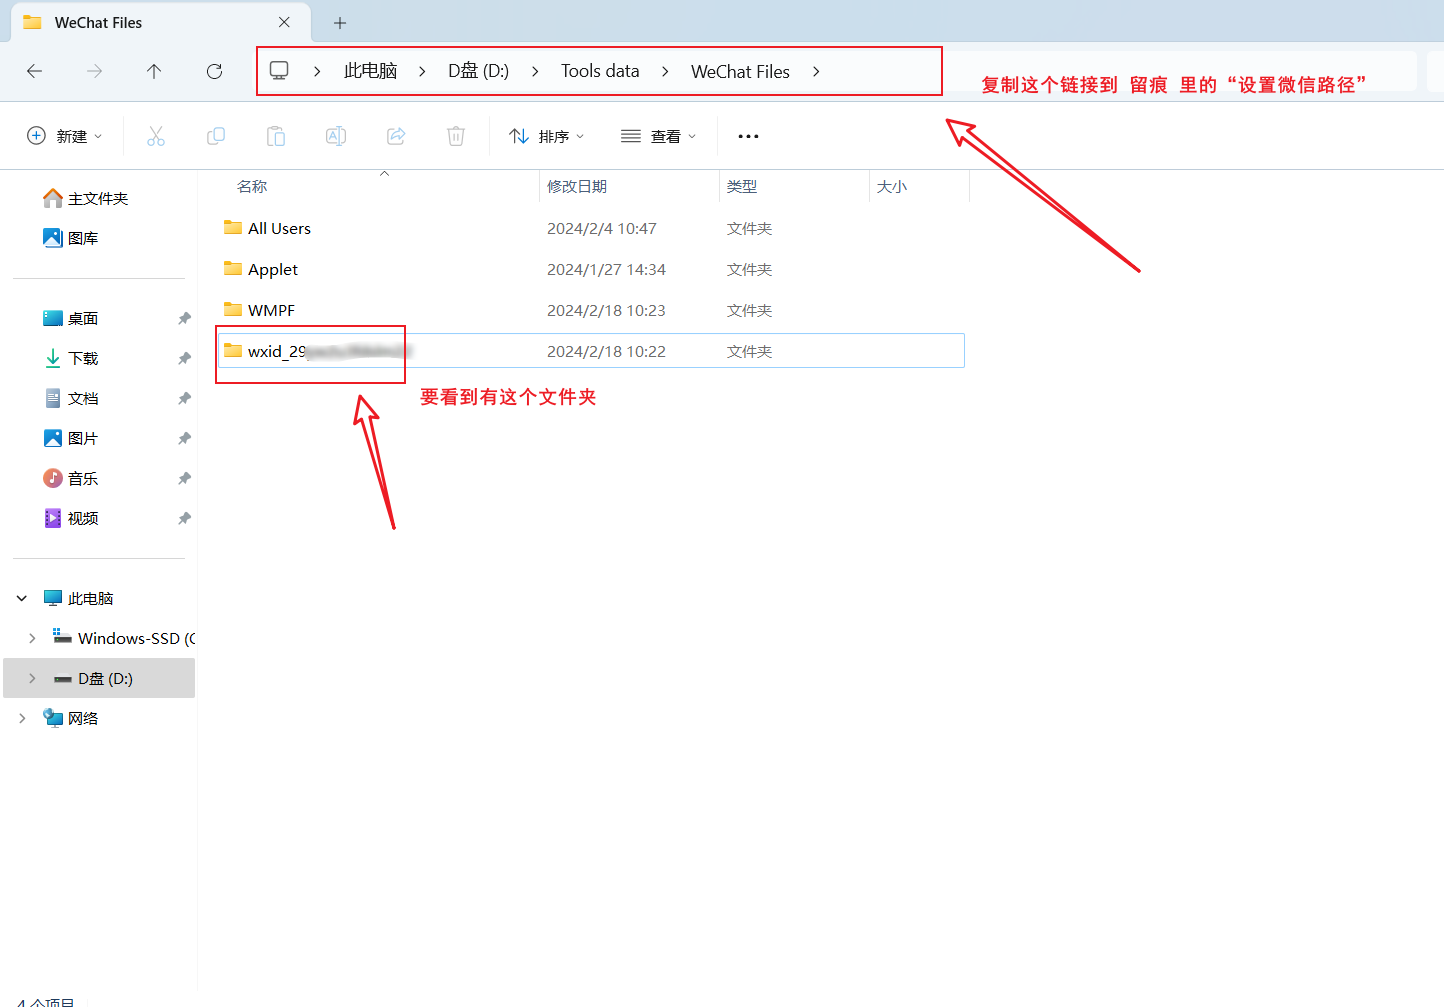 WeChat Files
此电脑 D盘 (D:) Tools data WeChat Files
复制这个链接到 留痕 里的“设置微信路径”
新建 排序 查看
名称 修改日期 类型 大小
主文件夹
图库
All Users 2024/2/4 10:47 文件夹
Applet 2024/1/27 14:34 文件夹
WMPF 2024/2/18 10:23 文件夹
wxid_29 2024/2/18 10:22 文件夹
要看到有这个文件夹
桌面
下载
文档
图片
音乐
视频
此电脑
Windows-SSD (C
D盘 (D:)
网络
4 个项目